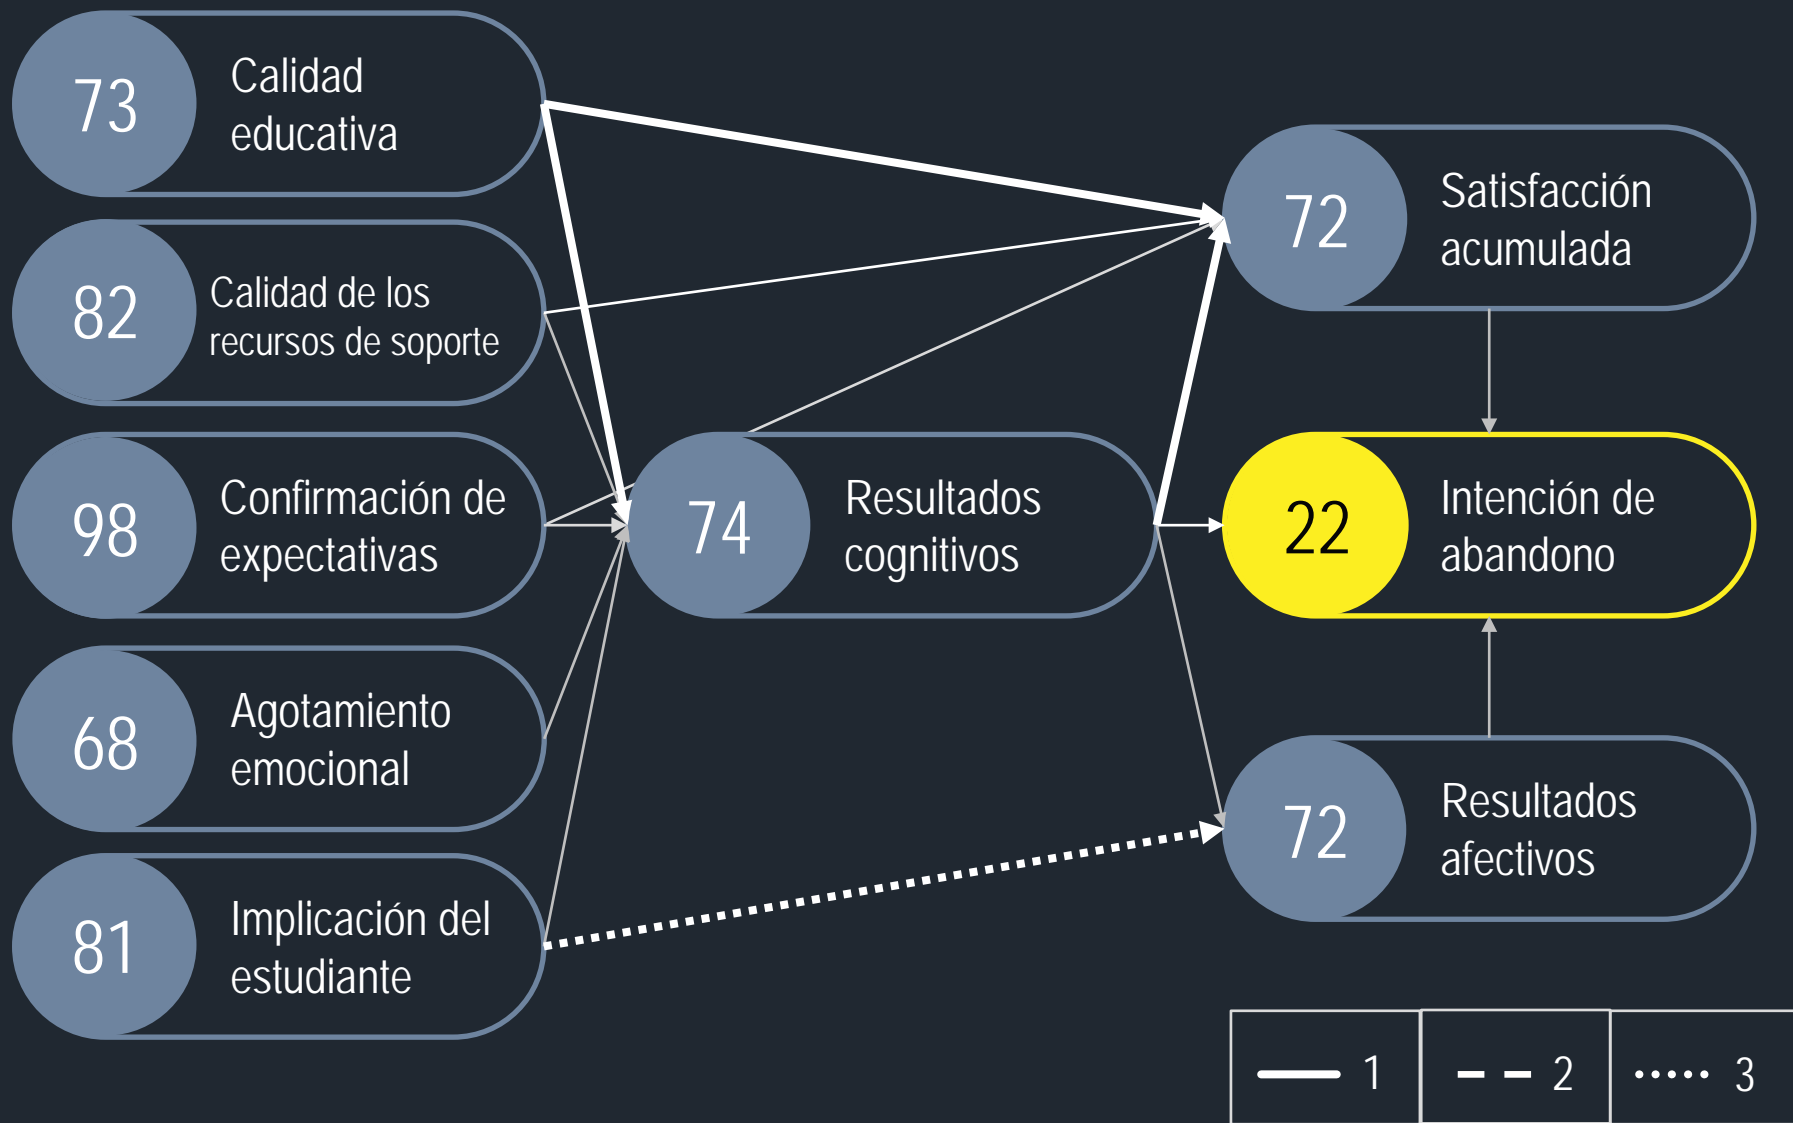 73
Calidad
educativa
82
Calidad de los
recursos de soporte
98
Confirmación de
expectativas
68
Agotamiento
emocional
81
Implicación del
estudiante
74
Resultados
cognitivos
72
Satisfacción
acumulada
22
Intención de
abandono
72
Resultados
afectivos
1
2
3